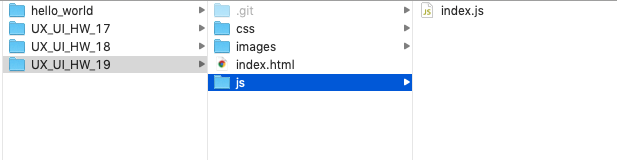 hello_world
UX_UI_HW_17
UX_UI_HW_18
UX_UI_HW_19
.git
css
images
index.html
js
index.js